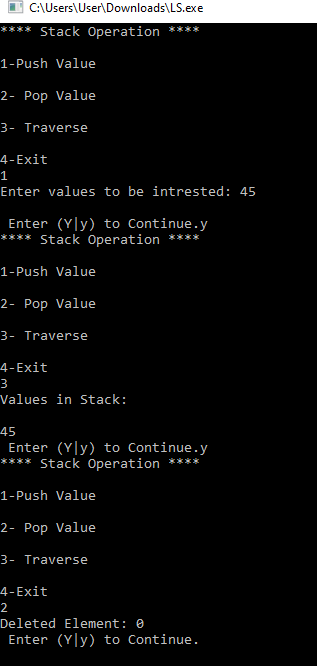 C:\Users\User\Downloads\LS.exe
**** Stack Operation ****
1-Push Value
2- Pop Value
3- Traverse
4-Exit
1
Enter values to be intrested: 45
Enter (Y|y) to Continue.y
**** Stack Operation ****
1-Push Value
2- Pop Value
3- Traverse
4-Exit
3
Values in Stack:
45
Enter (Y|y) to Continue.y
**** Stack Operation ****
1-Push Value
2- Pop Value
3- Traverse
4-Exit
2
Deleted Element: 0
Enter (Y|y) to Continue.